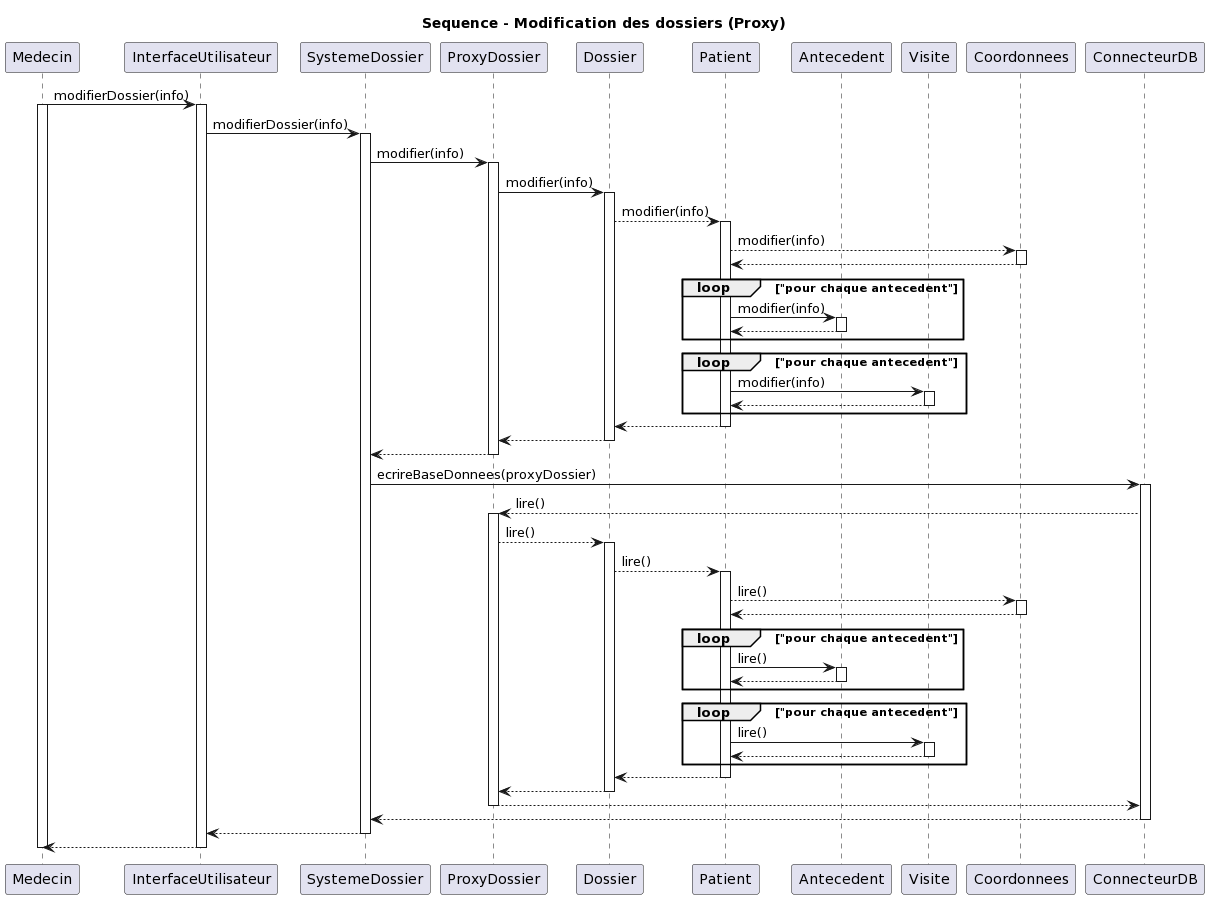 Sequence - Modification des dossiers (Proxy)
Medecin InterfaceUtilisateur SystemeDossier ProxyDossier Dossier Patient Antecedent Visite Coordonnees ConnecteurDB
modifierDossier(info)
modifierDossier(info)
modifier(info)
modifier(info)
modifier(info)
modifier(info)
loop ["pour chaque antecedent"]
modifier(info)
loop ["pour chaque antecedent"]
modifier(info)
ecrireBaseDonnees(proxyDossier)
lire()
lire()
lire()
lire()
loop ["pour chaque antecedent"]
lire()
loop ["pour chaque antecedent"]
lire()
Medecin InterfaceUtilisateur SystemeDossier ProxyDossier Dossier Patient Antecedent Visite Coordonnees ConnecteurDB